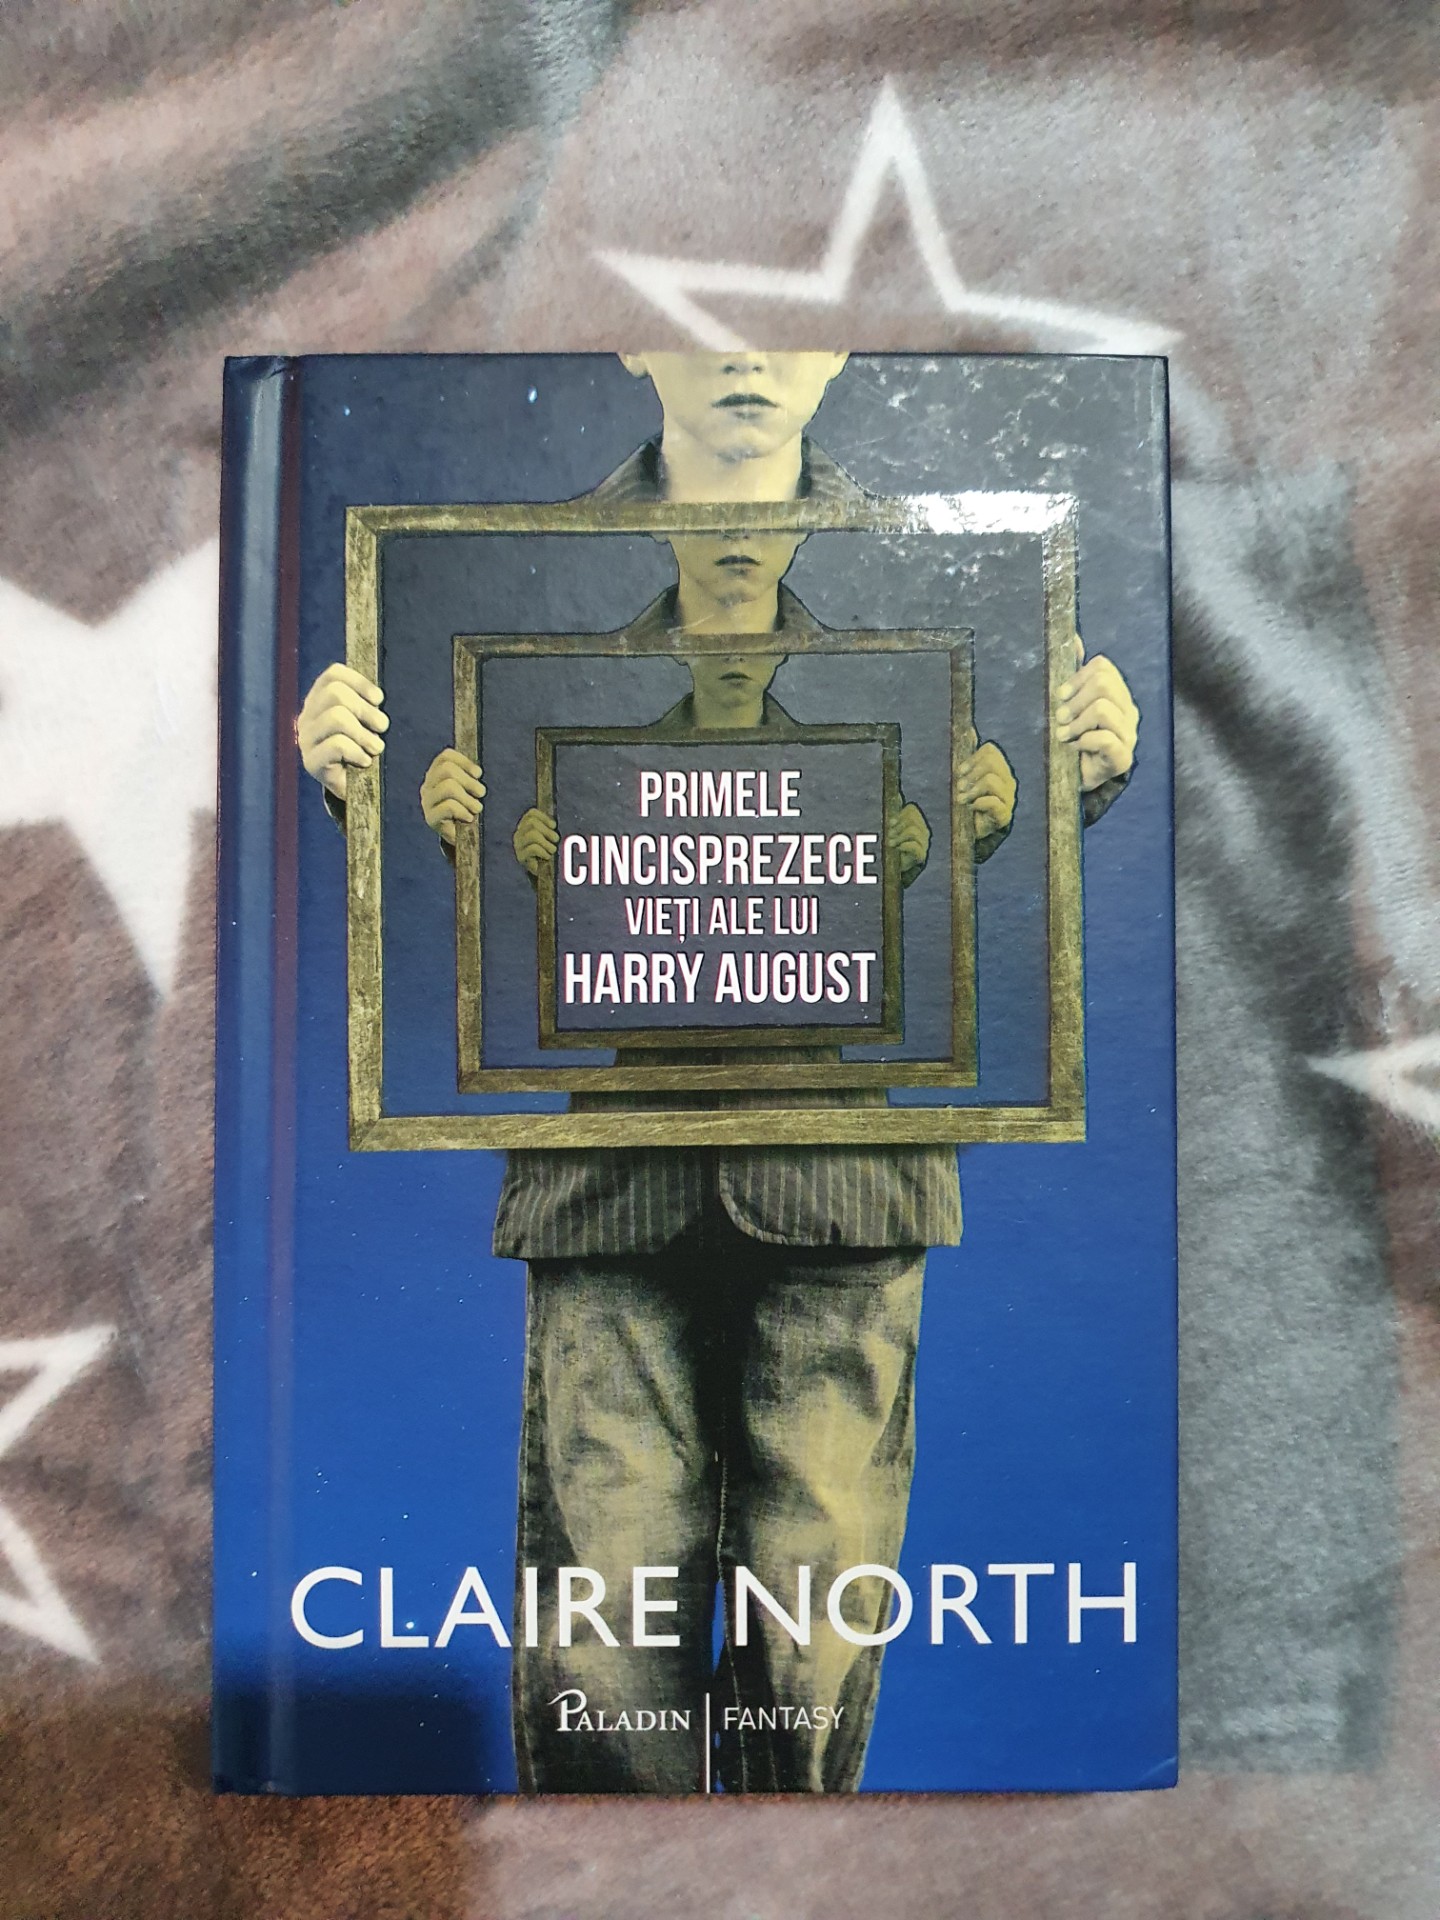 PRIMELE
CINCISPREZECE
VIEȚI ALE LUI
HARRY AUGUST
CLAIRE NORTH
PALADIN | FANTASY